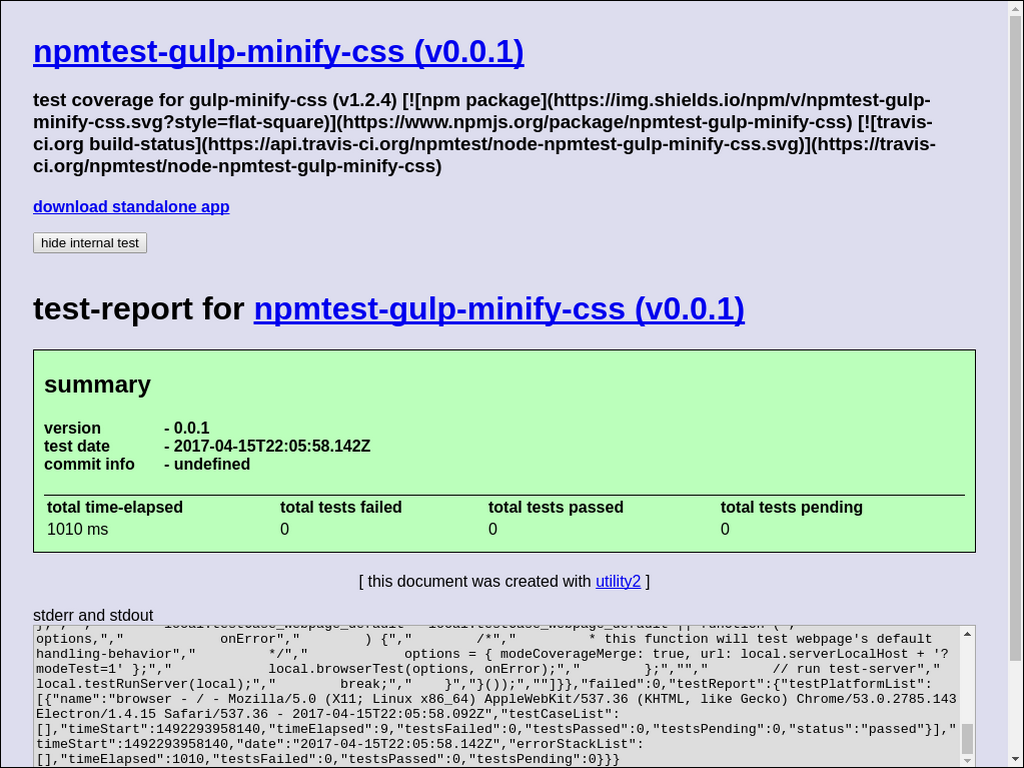 npmtest-gulp-minify-css (v0.0.1)
test coverage for gulp-minify-css (v1.2.4) [![npm package](https://img.shields.io/npm/v/npmtest-gulp-
minify-css.svg?style=flat-square)](https://www.npmjs.org/package/npmtest-gulp-minify-css) [![travis-
ci.org build-status](https://api.travis-ci.org/npmtest/node-npmtest-gulp-minify-css.svg)](https://travis-
ci.org/npmtest/node-npmtest-gulp-minify-css)
download standalone app
hide internal test
test-report for npmtest-gulp-minify-css (v0.0.1)
summary
version - 0.0.1
test date - 2017-04-15T22:05:58.142Z
commit info - undefined
total time-elapsed total tests failed total tests passed total tests pending
1010 ms 0 0 0
[ this document was created with utility2 ]
stderr and stdout
options,","            onError","        ) {","        /*","         * this function will test webpage's default
handling-behavior","         */","            options = { modeCoverageMerge: true, url: local.serverLocalHost + '?
modeTest=1' };","            local.browserTest(options, onError);","        };","","        // run test-server","
local.testRunServer(local);","        break;","    }","}());",""]}},"failed":0,"testReport":{"testPlatformList":
[{"name":"browser - / - Mozilla/5.0 (X11; Linux x86_64) AppleWebKit/537.36 (KHTML, like Gecko) Chrome/53.0.2785.143
Electron/1.4.15 Safari/537.36 - 2017-04-15T22:05:58.092Z","testCaseList":
[],"timeStart":1492293958140,"timeElapsed":9,"testsFailed":0,"testsPassed":0,"testsPending":0,"status":"passed"}],"
timeStart":1492293958140,"date":"2017-04-15T22:05:58.142Z","errorStackList":
[],"timeElapsed":1010,"testsFailed":0,"testsPassed":0,"testsPending":0}}}